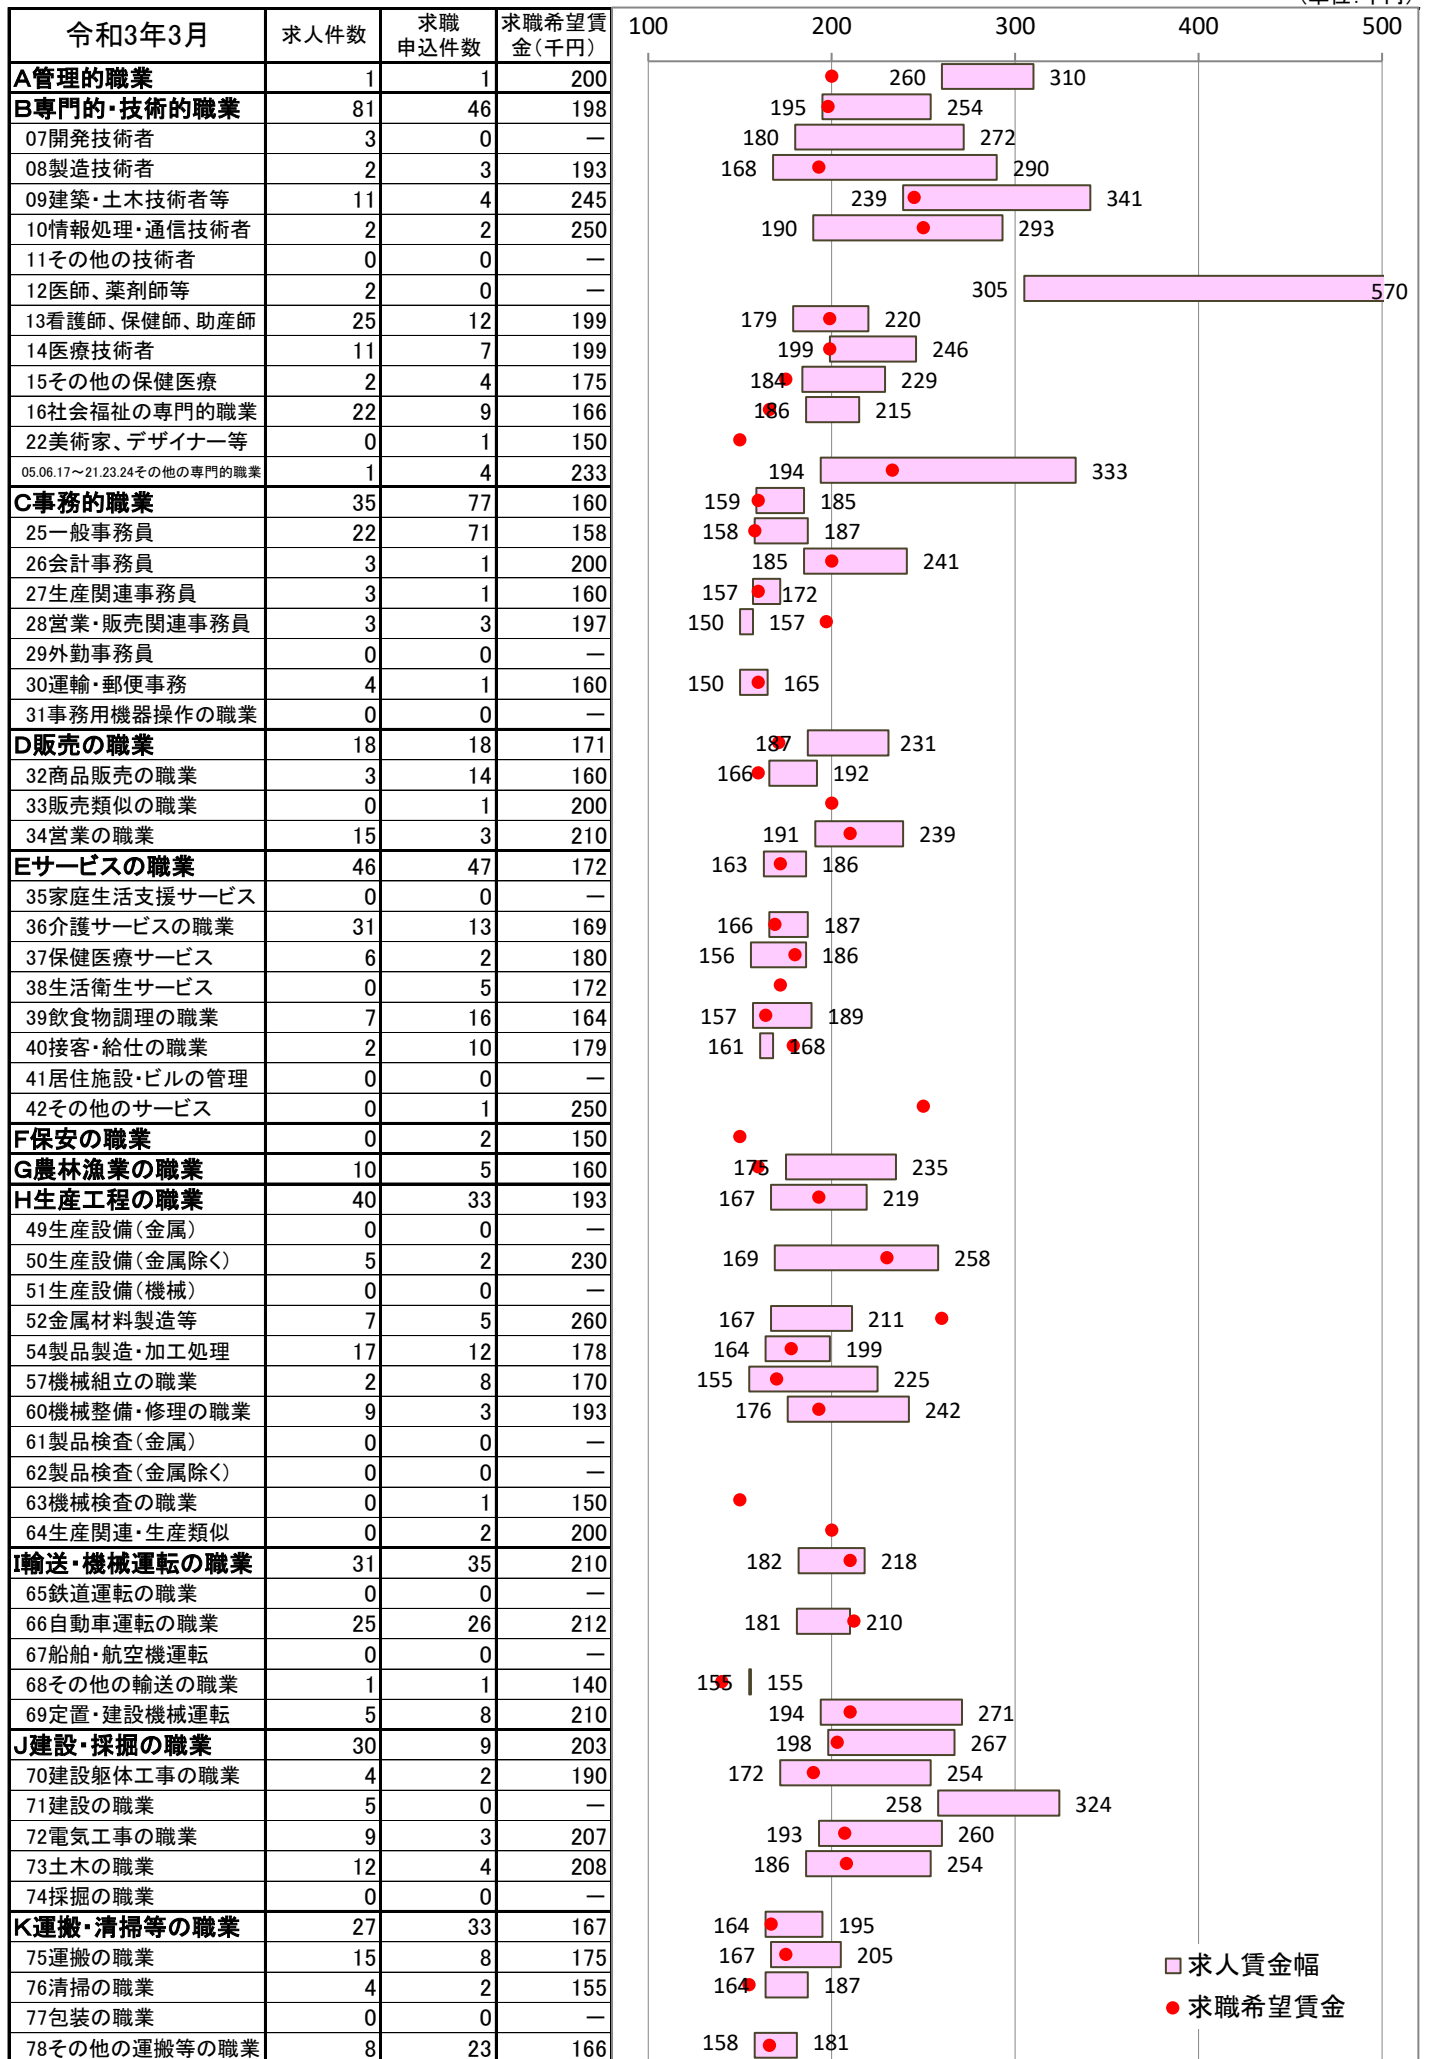 (単位:千円)
令和3年3月 求人件数 求職申込件数 求職希望賃金(千円) 100 200 300 400 500
A管理的職業 1 1 200 260 310
B専門的・技術的職業 81 46 198 195 254
07開発技術者 3 0 ― 180 272
08製造技術者 2 3 193 168 290
09建築・土木技術者等 11 4 245 239 341
10情報処理・通信技術者 2 2 250 190 293
11その他の技術者 0 0 ―
12医師、薬剤師等 2 0 ― 305 570
13看護師、保健師、助産師 25 12 199 179 220
14医療技術者 11 7 199 199 246
15その他の保健医療 2 4 175 184 229
16社会福祉の専門的職業 22 9 166 186 215
22美術家、デザイナー等 0 1 150
05.06.17～21.23.24その他の専門的職業 1 4 233 194 333
C事務的職業 35 77 160 159 185
25一般事務員 22 71 158 158 187
26会計事務員 3 1 200 185 241
27生産関連事務員 3 1 160 157 172
28営業・販売関連事務員 3 3 197 150 157
29外勤事務員 0 0 ―
30運輸・郵便事務 4 1 160 150 165
31事務用機器操作の職業 0 0 ―
D販売の職業 18 18 171 187 231
32商品販売の職業 3 14 160 166 192
33販売類似の職業 0 1 200
34営業の職業 15 3 210 191 239
Eサービスの職業 46 47 172 163 186
35家庭生活支援サービス 0 0 ―
36介護サービスの職業 31 13 169 166 187
37保健医療サービス 6 2 180 156 186
38生活衛生サービス 0 5 172
39飲食物調理の職業 7 16 164 157 189
40接客・給仕の職業 2 10 179 161 168
41居住施設・ビルの管理 0 0 ―
42その他のサービス 0 1 250
F保安の職業 0 2 150
G農林漁業の職業 10 5 160 175 235
H生産工程の職業 40 33 193 167 219
49生産設備(金属) 0 0 ―
50生産設備(金属除く) 5 2 230 169 258
51生産設備(機械) 0 0 ―
52金属材料製造等 7 5 260 167 211
54製品製造・加工処理 17 12 178 164 199
57機械組立の職業 2 8 170 155 225
60機械整備・修理の職業 9 3 193 176 242
61製品検査(金属) 0 0 ―
62製品検査(金属除く) 0 0 ―
63機械検査の職業 0 1 150
64生産関連・生産類似 0 2 200
I輸送・機械運転の職業 31 35 210 182 218
65鉄道運転の職業 0 0 ―
66自動車運転の職業 25 26 212 181 210
67船舶・航空機運転 0 0 ―
68その他の輸送の職業 1 1 140 155 155
69定置・建設機械運転 5 8 210 194 271
J建設・採掘の職業 30 9 203 198 267
70建設躯体工事の職業 4 2 190 172 254
71建設の職業 5 0 ― 258 324
72電気工事の職業 9 3 207 193 260
73土木の職業 12 4 208 186 254
74採掘の職業 0 0 ―
K運搬・清掃等の職業 27 33 167 164 195
75運搬の職業 15 8 175 167 205
76清掃の職業 4 2 155 164 187
77包装の職業 0 0 ―
78その他の運搬等の職業 8 23 166 158 181
求人賃金幅
求職希望賃金